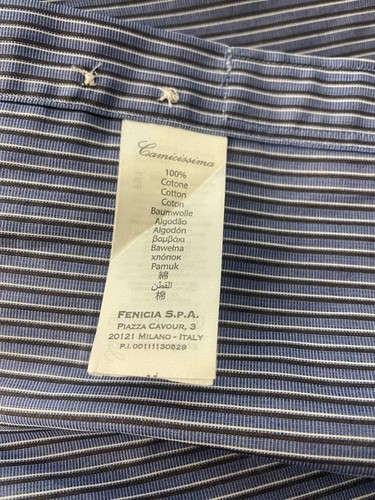 Camicissima
100%
Cotone
Cotton
Coton
Baumwolle
Algodão
Algodón
βαμβάκι
Bawełna
хлопок
Pamuk
綿
القطن
棉
FENICIA S.P.A.
PIAZZA CAVOUR, 3
20121 MILANO - ITALY
P.I. 00111130829